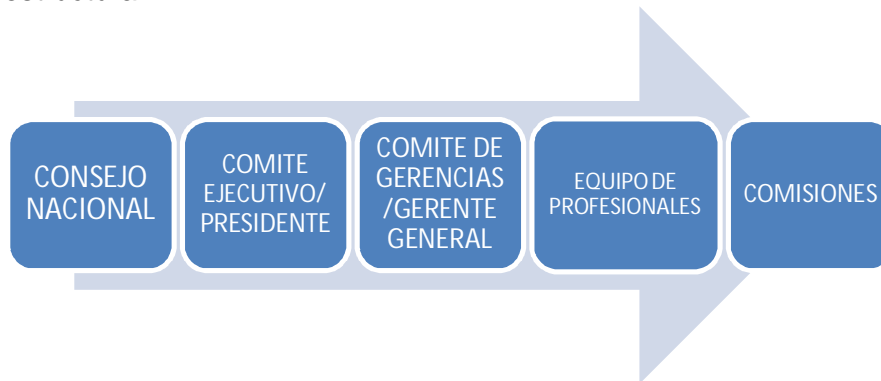 CONSEJO
NACIONAL
COMITE
EJECUTIVO/
PRESIDENTE
COMITE DE
GERENCIAS
/GERENTE
GENERAL
EQUIPO DE
PROFESIONALES
COMISIONES